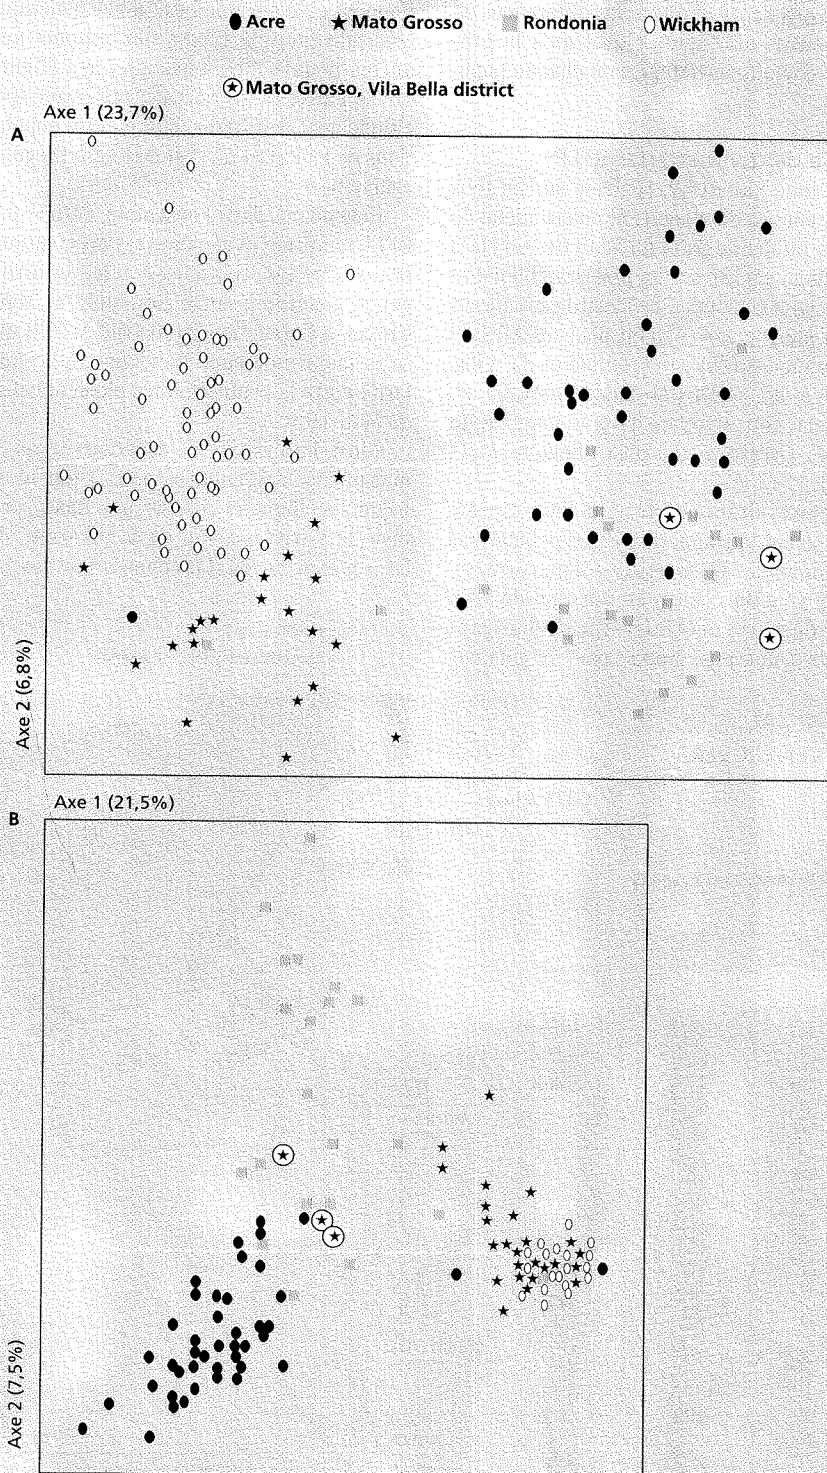 Acre Mato Grosso Rondonia Wickham
Mato Grosso, Vila Bella district
Axe 1 (23,7%)
A
Axe 2 (6,8%)
Axe 1 (21,5%)
B
Axe 2 (7,5%)